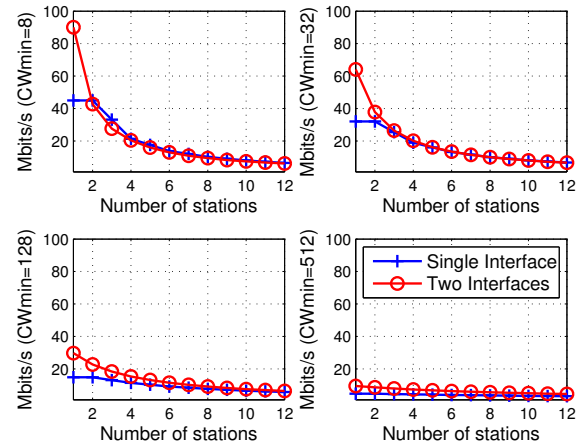 100
80
60
40
20
2 4 6 8 10 12
Number of stations
Mbits/s (CWmin=8)
100
80
60
40
20
2 4 6 8 10 12
Number of stations
Mbits/s (CWmin=32)
100
80
60
40
20
2 4 6 8 10 12
Number of stations
Mbits/s (CWmin=128)
100
80
60
40
20
2 4 6 8 10 12
Number of stations
Mbits/s (CWmin=512)
Single Interface
Two Interfaces